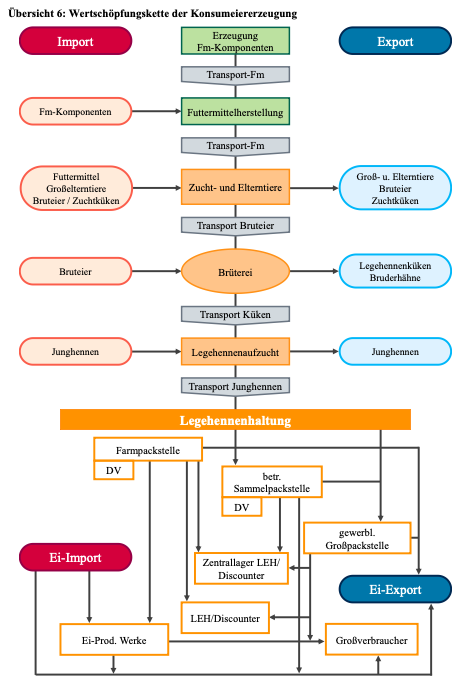 Übersicht 6: Wertschöpfungskette der Konsumeiererzeugung
Import
Erzeugung
Fm-Komponenten
Export
Transport-Fm
Fm-Komponenten
Futtermittelherstellung
Transport-Fm
Futtermittel
Großelterntiere
Bruteier / Zuchtküken
Zucht- und Elterntiere
Groß- u. Elterntiere
Bruteier
Zuchtküken
Transport Bruteier
Bruteier
Brüterei
Legehennenküken
Bruderhähne
Transport Küken
Junghennen
Legehennenaufzucht
Junghennen
Transport Junghennen
Legehennenhaltung
Farmpackstelle
DV
betr.
Sammelpackstelle
DV
gewerbl.
Großpackstelle
Ei-Import
Zentrallager LEH/
Discounter
Ei-Export
LEH/Discounter
Ei-Prod. Werke
Großverbraucher